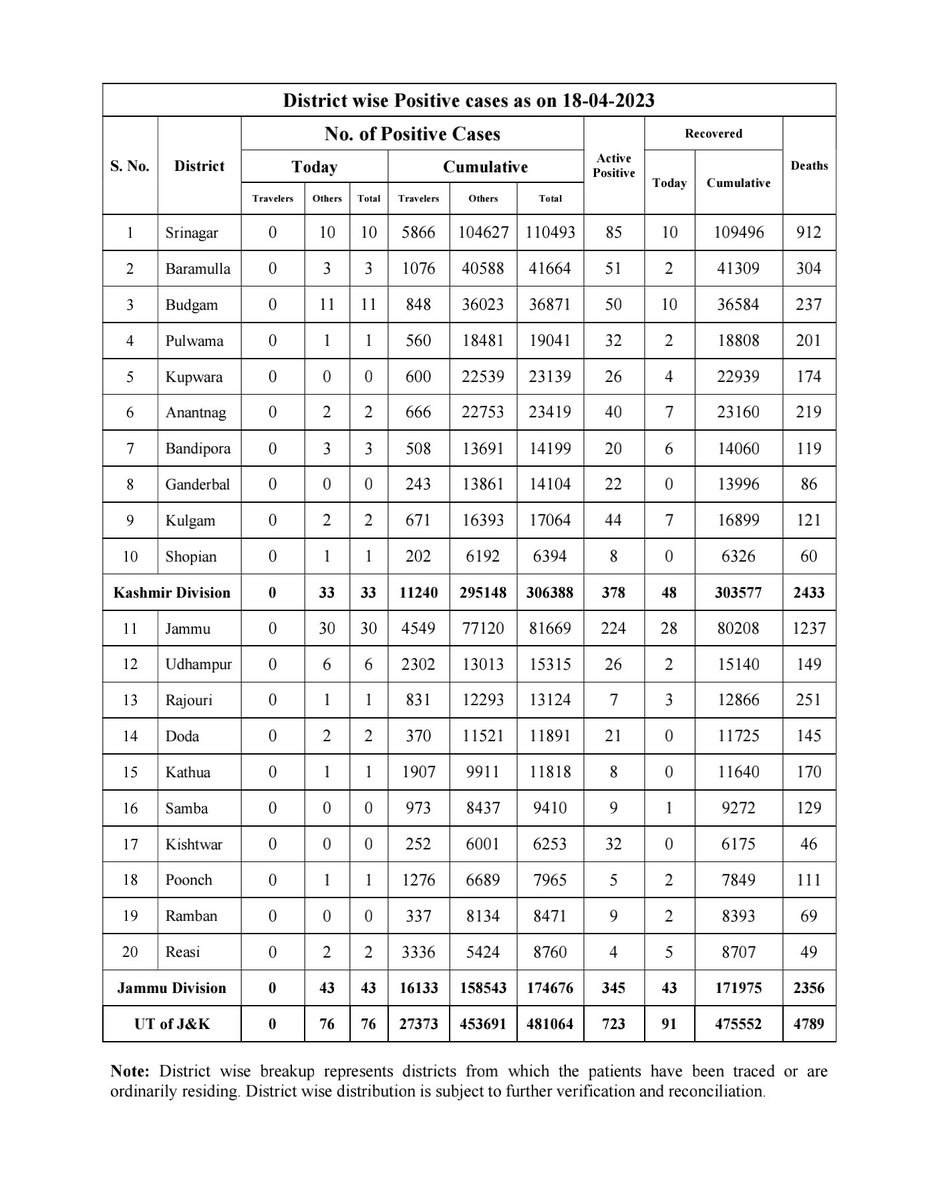 District wise Positive cases as on 18-04-2023
S. No. District No. of Positive Cases Active Positive Recovered Deaths
Today Cumulative Today Cumulative
Travelers Others Total Travelers Others Total
1 Srinagar 0 10 10 5866 104627 110493 85 10 109496 912
2 Baramulla 0 3 3 1076 40588 41664 51 2 41309 304
3 Budgam 0 11 11 848 36023 36871 50 10 36584 237
4 Pulwama 0 1 1 560 18481 19041 32 2 18808 201
5 Kupwara 0 0 0 600 22539 23139 26 4 22939 174
6 Anantnag 0 2 2 666 22753 23419 40 7 23160 219
7 Bandipora 0 3 3 508 13691 14199 20 6 14060 119
8 Ganderbal 0 0 0 243 13861 14104 22 0 13996 86
9 Kulgam 0 2 2 671 16393 17064 44 7 16899 121
10 Shopian 0 1 1 202 6192 6394 8 0 6326 60
Kashmir Division 0 33 33 11240 295148 306388 378 48 303577 2433
11 Jammu 0 30 30 4549 77120 81669 224 28 80208 1237
12 Udhampur 0 6 6 2302 13013 15315 26 2 15140 149
13 Rajouri 0 1 1 831 12293 13124 7 3 12866 251
14 Doda 0 2 2 370 11521 11891 21 0 11725 145
15 Kathua 0 1 1 1907 9911 11818 8 0 11640 170
16 Samba 0 0 0 973 8437 9410 9 1 9272 129
17 Kishtwar 0 0 0 252 6001 6253 32 0 6175 46
18 Poonch 0 1 1 1276 6689 7965 5 2 7849 111
19 Ramban 0 0 0 337 8134 8471 9 2 8393 69
20 Reasi 0 2 2 3336 5424 8760 4 5 8707 49
Jammu Division 0 43 43 16133 158543 174676 345 43 171975 2356
UT of J&K 0 76 76 27373 453691 481064 723 91 475552 4789
Note: District wise breakup represents districts from which the patients have been traced or are
ordinarily residing. District wise distribution is subject to further verification and reconciliation.